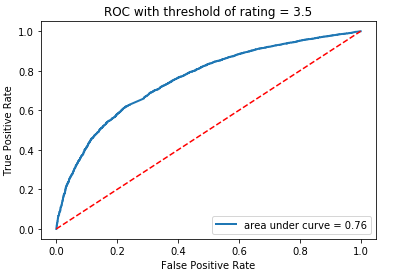 ROC with threshold of rating = 3.5
True Positive Rate
1.0
0.8
0.6
0.4
0.2
0.0
area under curve = 0.76
0.0 0.2 0.4 0.6 0.8 1.0
False Positive Rate